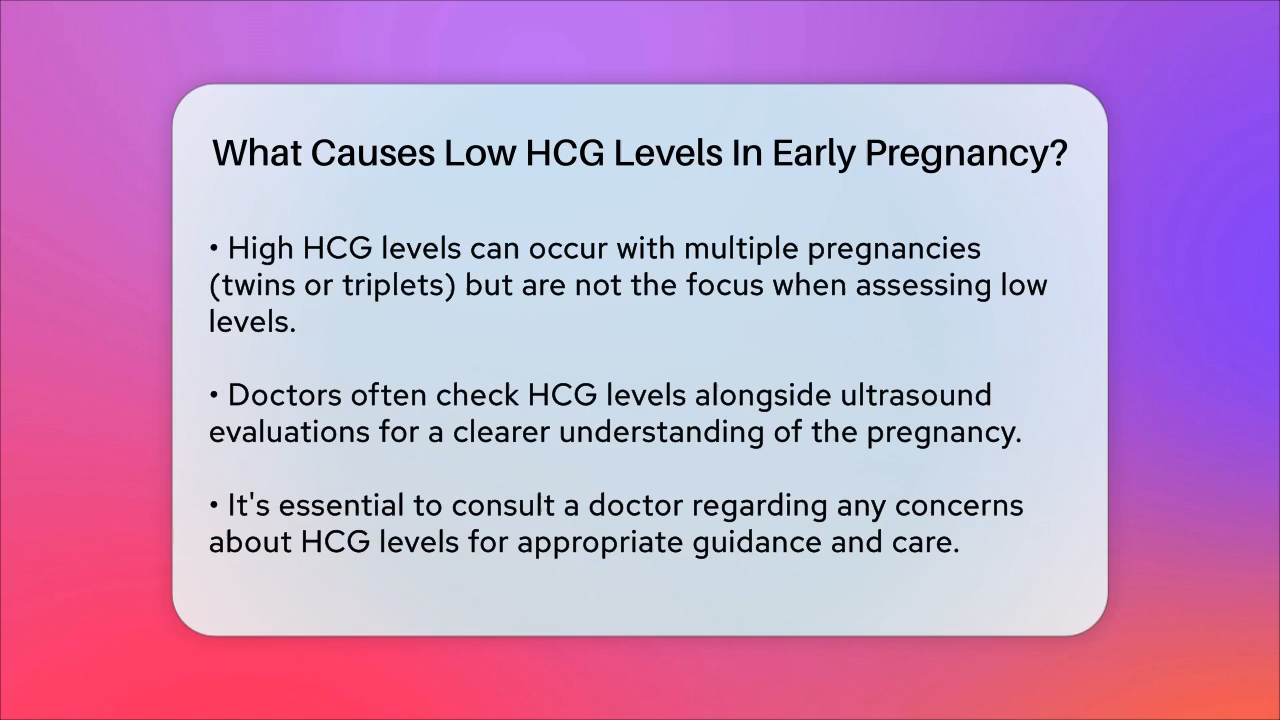 What Causes Low HCG Levels In Early Pregnancy?
• High HCG levels can occur with multiple pregnancies
(twins or triplets) but are not the focus when assessing low
levels.
• Doctors often check HCG levels alongside ultrasound
evaluations for a clearer understanding of the pregnancy.
• It's essential to consult a doctor regarding any concerns
about HCG levels for appropriate guidance and care.